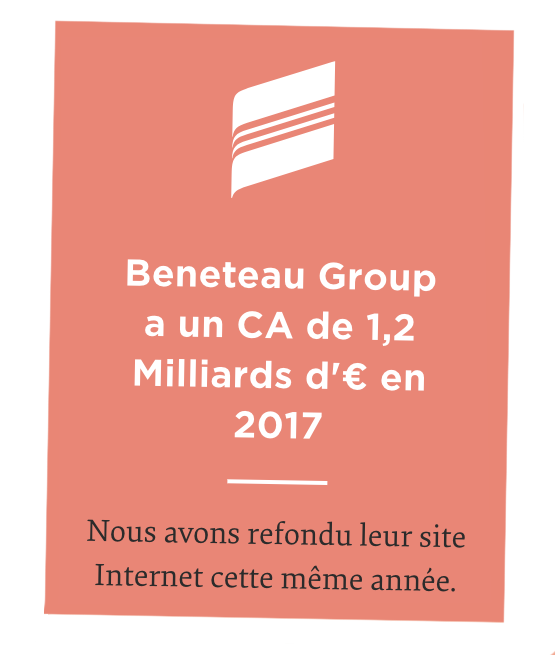 Beneteau Group
a un CA de 1,2
Milliards d'€ en
2017
Nous avons refondu leur site
Internet cette même année.